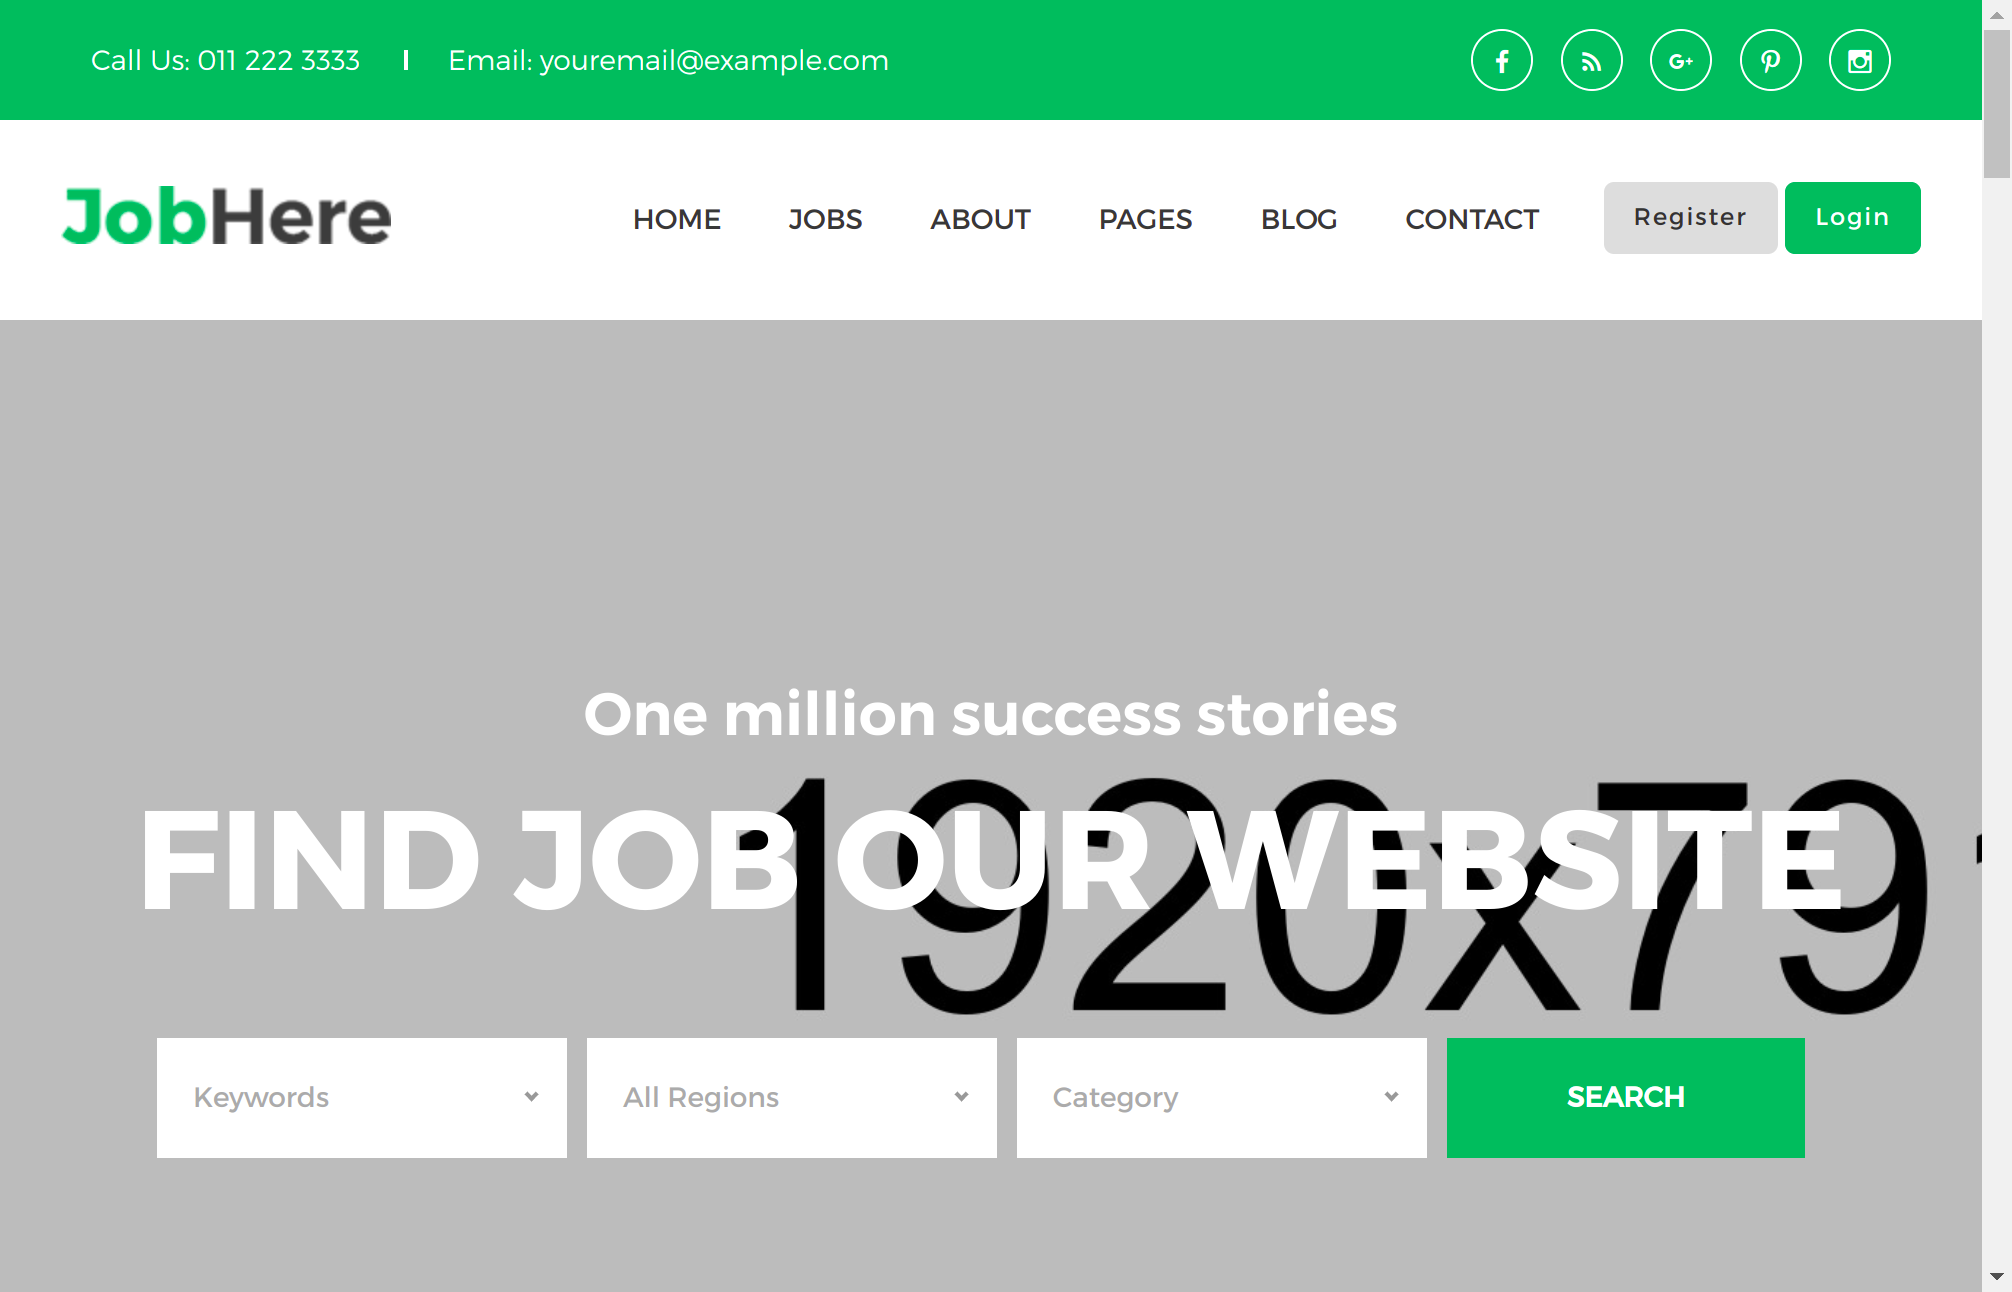 Call Us: 011 222 3333 Email: youremail@example.com
JobHere HOME JOBS ABOUT PAGES BLOG CONTACT Register Login
One million success stories
FIND JOB OUR WEBSITE
1920x79
Keywords All Regions Category SEARCH